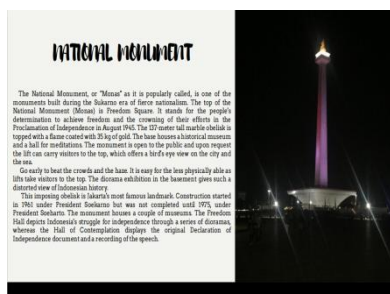 NATIONAL MONUMENT
The National Monument, or "Monas" as it is popularly called, is one of the
monuments built during the Sukarno era of fierce nationalism. The top of the
National Monument (Monas) is Freedom Square. It stands for the people's
determination to achieve freedom and the crowning of their efforts in the
Proclamation of Independence in August 1945. The 137-meter tall marble obelisk is
topped with a flame coated with 35 kg of gold. The base houses a historical museum
and a hall for meditations. The monument is open to the public and upon request
the lift can carry visitors to the top, which offers a bird's eye view on the city and
the sea.
Go early to beat the crowds and the haze. It is easy for the less physically able as
lifts take visitors to the top. The diorama exhibition in the basement gives such a
distorted view of Indonesian history.
This imposing obelisk is Jakarta's most famous landmark. Construction started
in 1961 under President Soekarno but was not completed until 1975, under
President Soeharto. The monument houses a couple of museums. The Freedom
Hall depicts Indonesia's struggle for independence through a series of dioramas,
whereas the Hall of Contemplation displays the original Declaration of
Independence document and a recording of the speech.